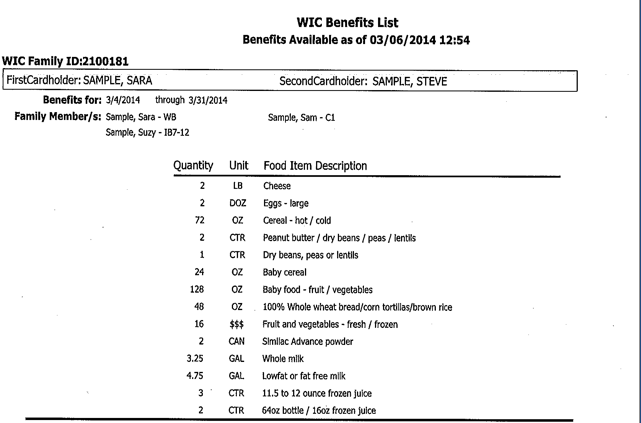 WIC Benefits List
Benefits Available as of 03/06/2014 12:54
WIC Family ID:2100181
FirstCardholder: SAMPLE, SARA SecondCardholder: SAMPLE, STEVE
Benefits for: 3/4/2014 through 3/31/2014
Family Member/s: Sample, Sara - WB Sample, Sam - C1
Sample, Suzy - IB7-12
Quantity Unit Food Item Description
2 LB Cheese
2 DOZ Eggs - large
72 OZ Cereal - hot / cold
2 CTR Peanut butter / dry beans / peas / lentils
1 CTR Dry beans, peas or lentils
24 OZ Baby cereal
128 OZ Baby food - fruit / vegetables
48 OZ 100% Whole wheat bread/corn tortillas/brown rice
16 $$$ Fruit and vegetables - fresh / frozen
2 CAN Similac Advance powder
3.25 GAL Whole milk
4.75 GAL Lowfat or fat free milk
3 CTR 11.5 to 12 ounce frozen juice
2 CTR 64oz bottle / 16oz frozen juice